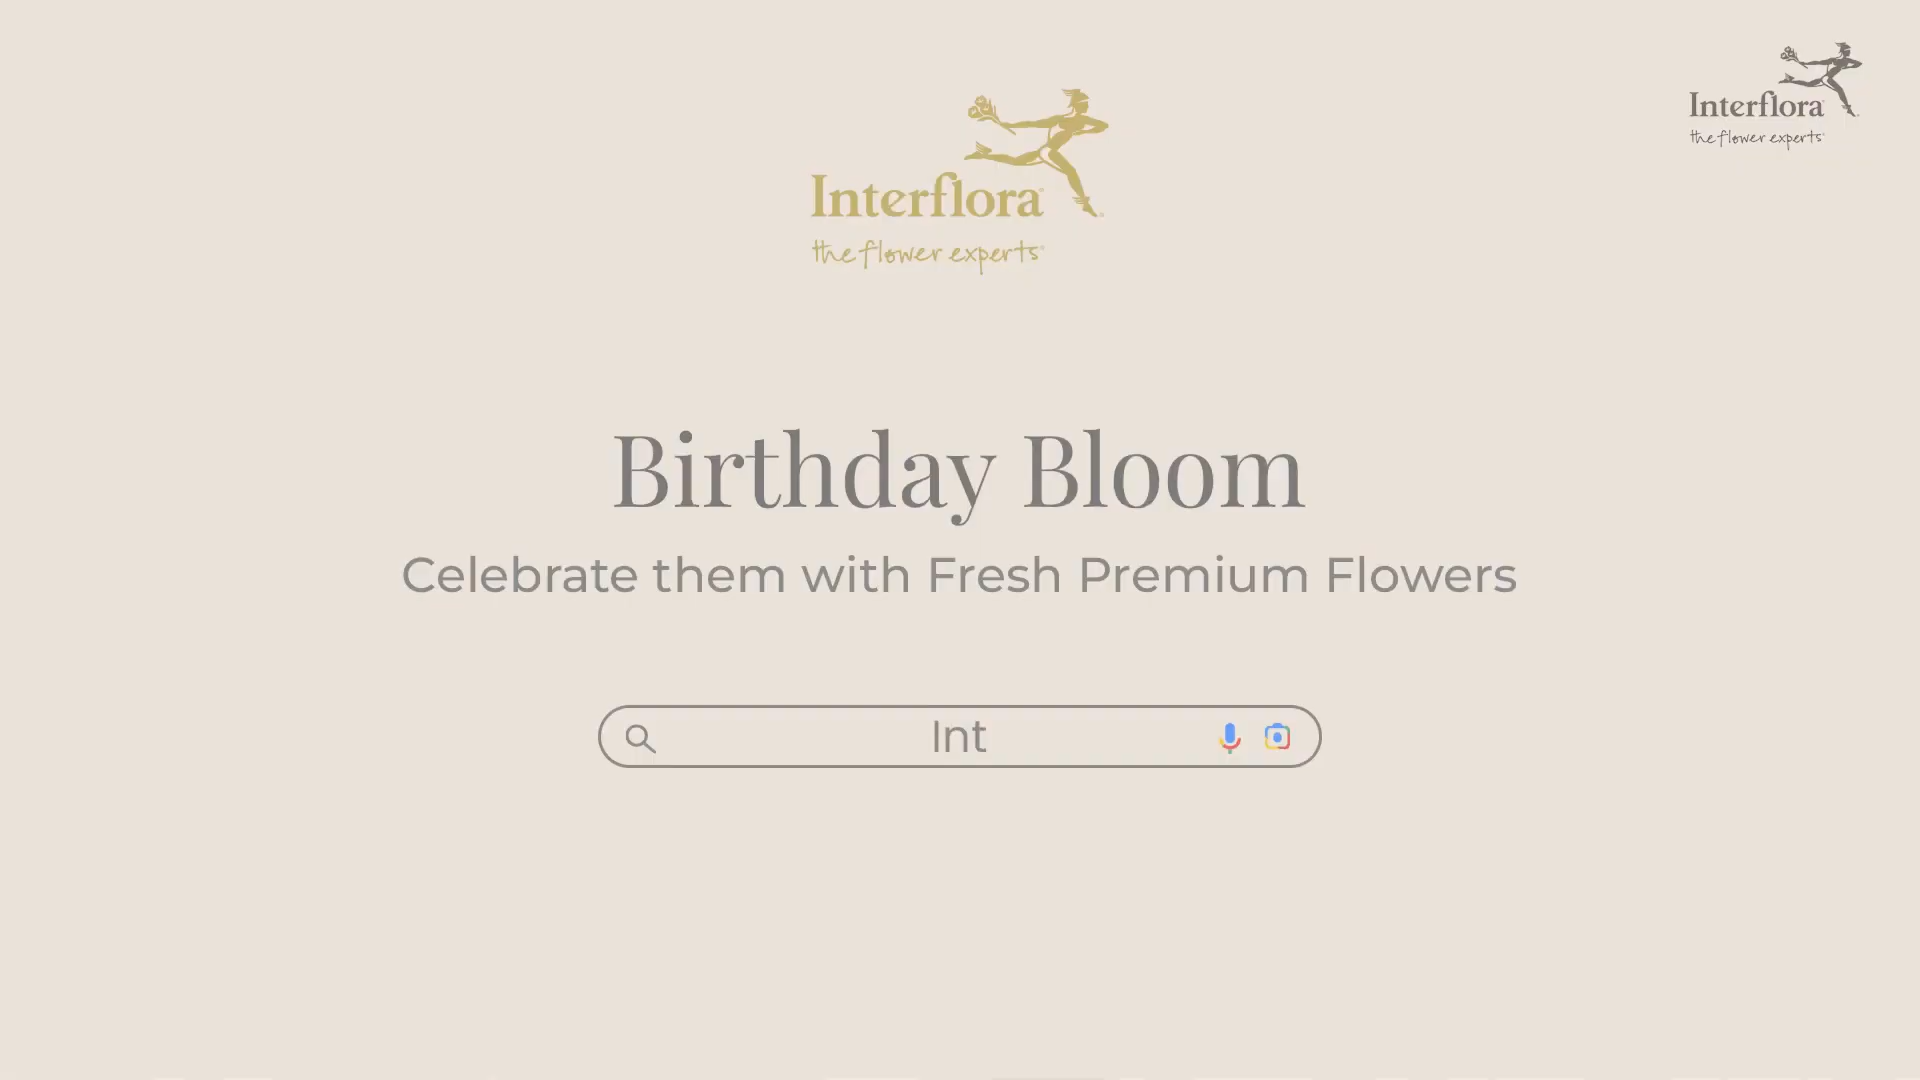 Interflora
the flower experts
Interflora
the flower experts
Birthday Bloom
Celebrate them with Fresh Premium Flowers
Int